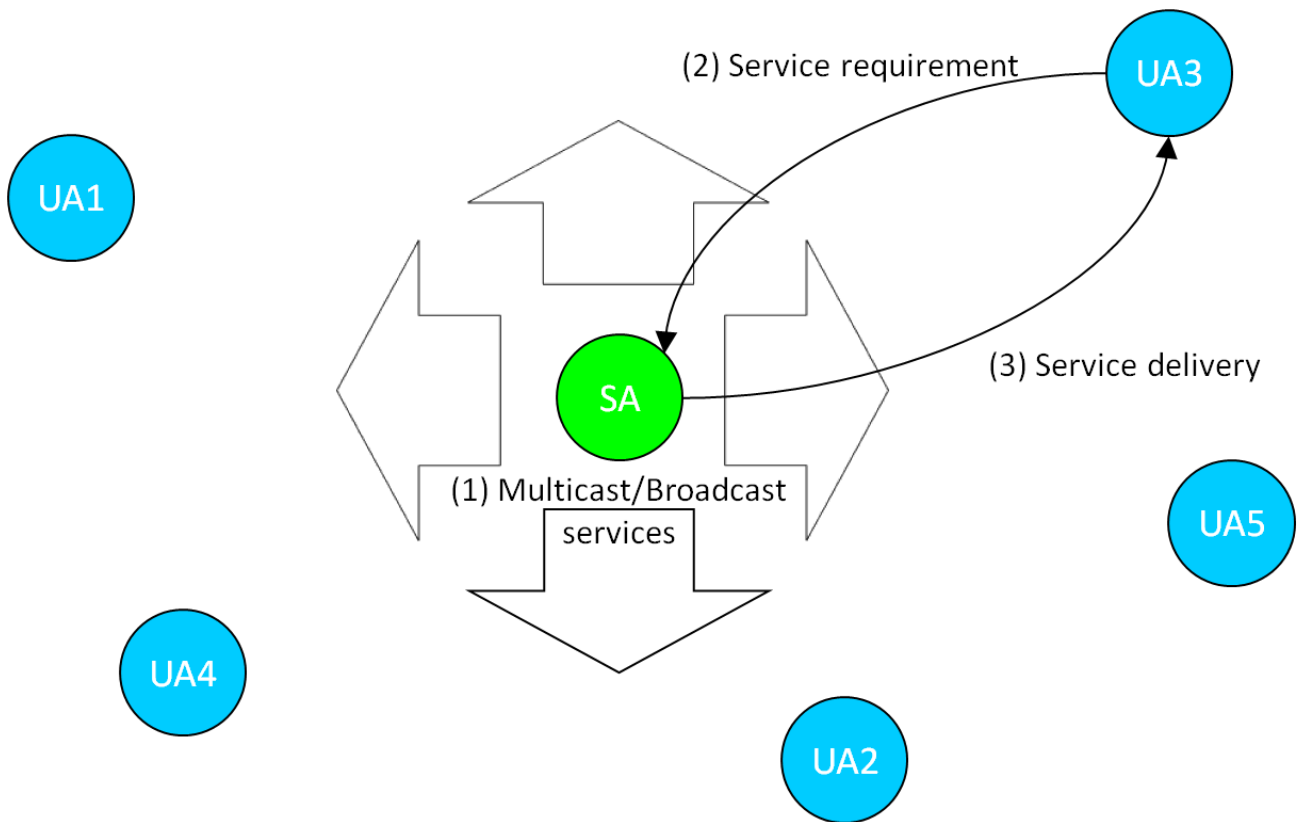 (2) Service requirement
UA3
UA1
(3) Service delivery
SA
(1) Multicast/Broadcast
services
UA5
UA4
UA2